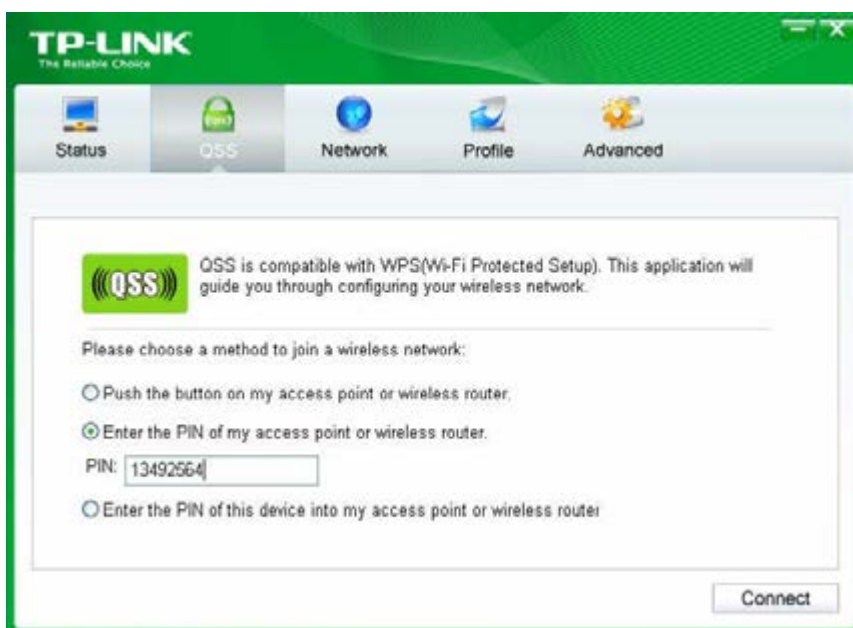 TP-LINK
The Reliable Choice
Status QSS Network Profile Advanced
QSS QSS is compatible with WPS(Wi-Fi Protected Setup). This application will
guide you through configuring your wireless network.
Please choose a method to join a wireless network:
Push the button on my access point or wireless router.
Enter the PIN of my access point or wireless router.
PIN: 13492564
Enter the PIN of this device into my access point or wireless router
Connect